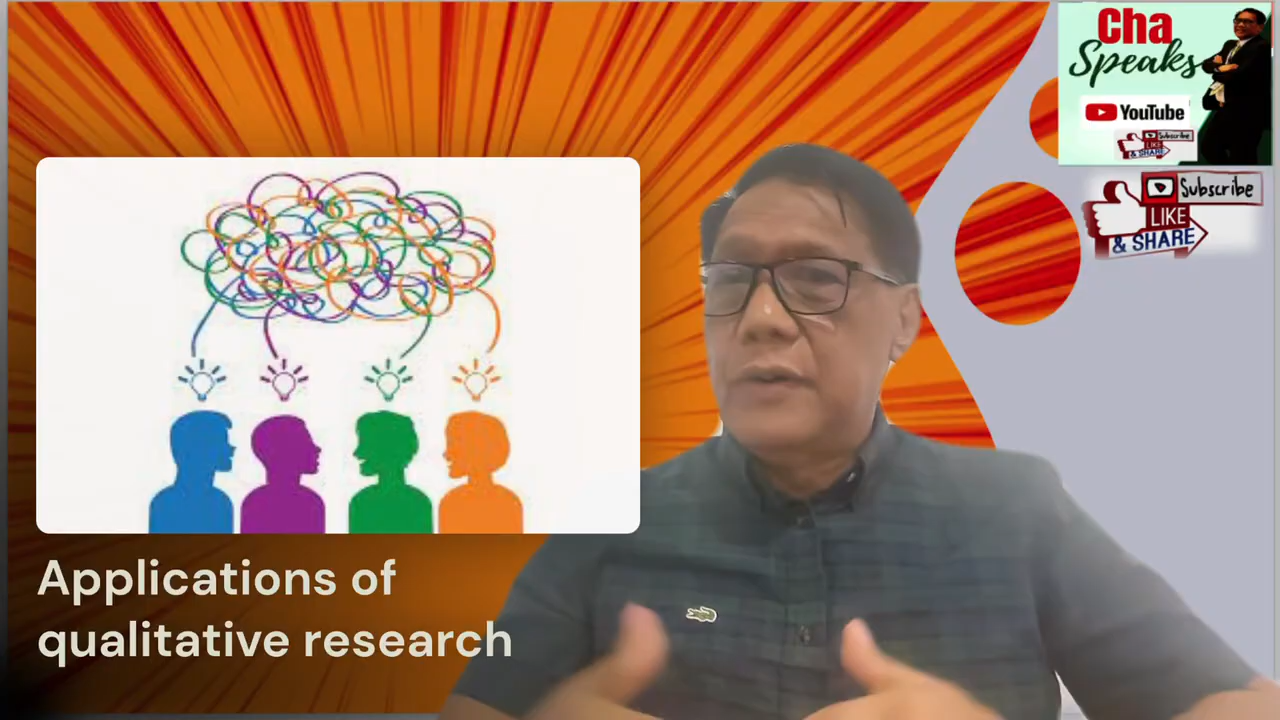 Cha
Speaks
YouTube
Subscribe
LIKE
& SHARE
Subscribe
LIKE
& SHARE
Applications of
qualitative research